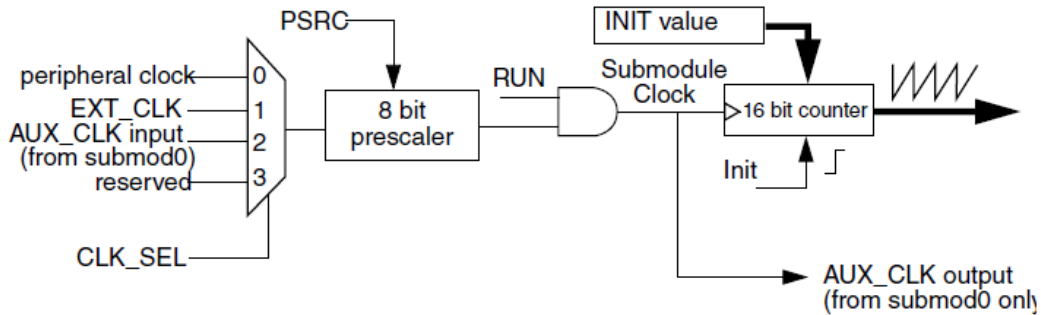 PSRC
INIT value
peripheral clock
0
EXT_CLK
1
AUX_CLK input
2
(from submod0)
reserved
3
8 bit
prescaler
RUN
Submodule
Clock
16 bit counter
Init
CLK_SEL
AUX_CLK output
(from submod0 only